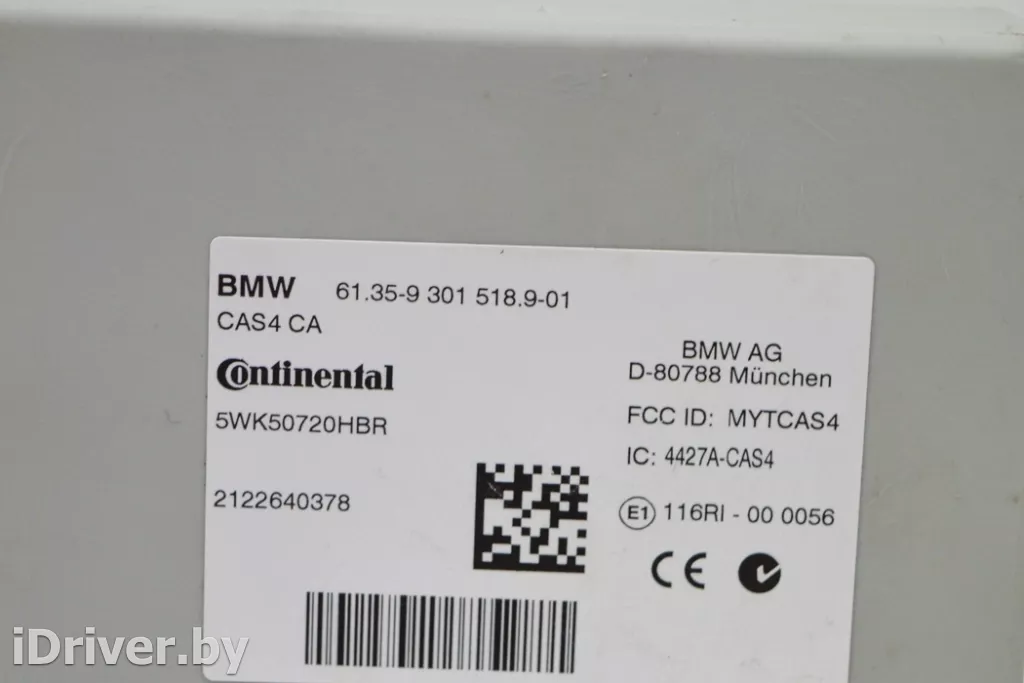 BMW 61.35-9 301 518.9-01
CAS4 CA
Continental
5WK50720HBR
2122640378
BMW AG
D-80788 München
FCC ID: MYTCAS4
IC: 4427A-CAS4
E1 116RI - 00 0056
CE
iDriver.by